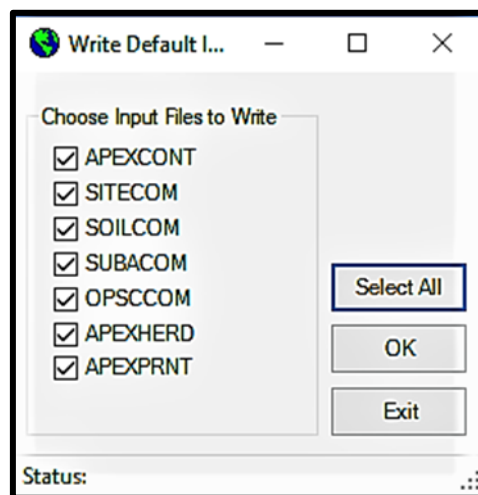 Write Default I...
Choose Input Files to Write
APEXCONT
SITECOM
SOILCOM
SUBACOM
OPSCCOM
APEXHERD
APEXPRNT
Select All
OK
Exit
Status: